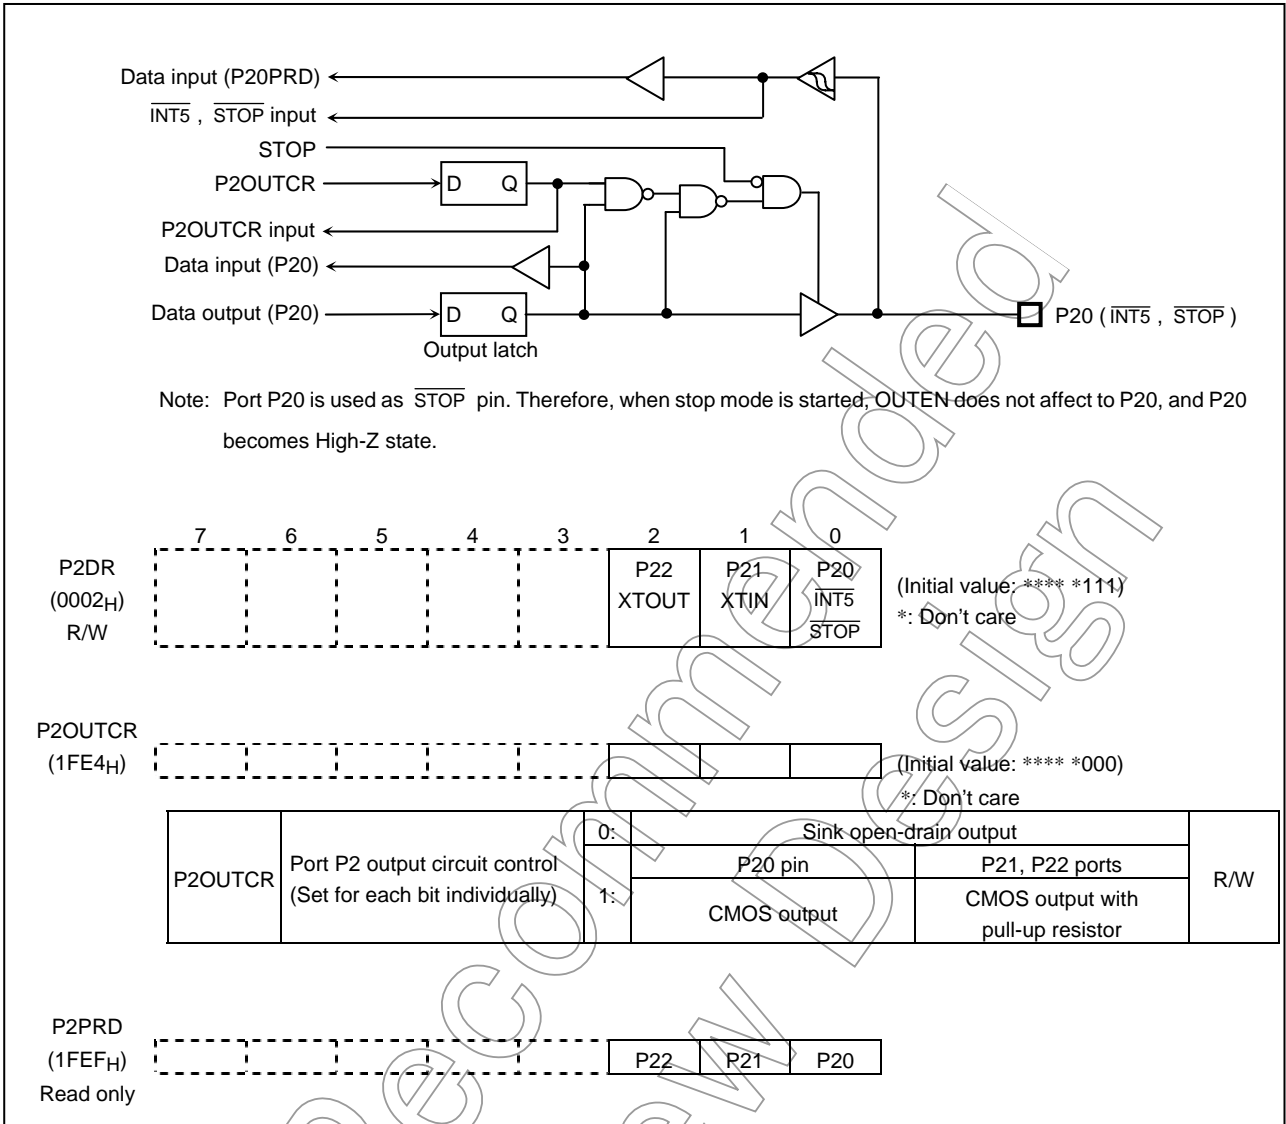 Data input (P20PRD)
INT5 , STOP input
STOP
P2OUTCR
D Q
P2OUTCR input
Data input (P20)
Data output (P20)
D Q
P20 ( INT5 , STOP )
Output latch
Note: Port P20 is used as STOP pin. Therefore, when stop mode is started, OUTEN does not affect to P20, and P20
becomes High-Z state.
7 6 5 4 3 2 1 0
P2DR
(0002H)
R/W
P22
XTOUT
P21
XTIN
P20
INT5
STOP
(Initial value: **** *111)
*: Don't care
P2OUTCR
(1FE4H)
(Initial value: **** *000)
*: Don't care
P2OUTCR
Port P2 output circuit control
(Set for each bit individually)
0: Sink open-drain output
1:
P20 pin
P21, P22 ports
CMOS output
CMOS output with
pull-up resistor
R/W
P2PRD
(1FEFH)
Read only
P22 P21 P20
Recommended
New Design